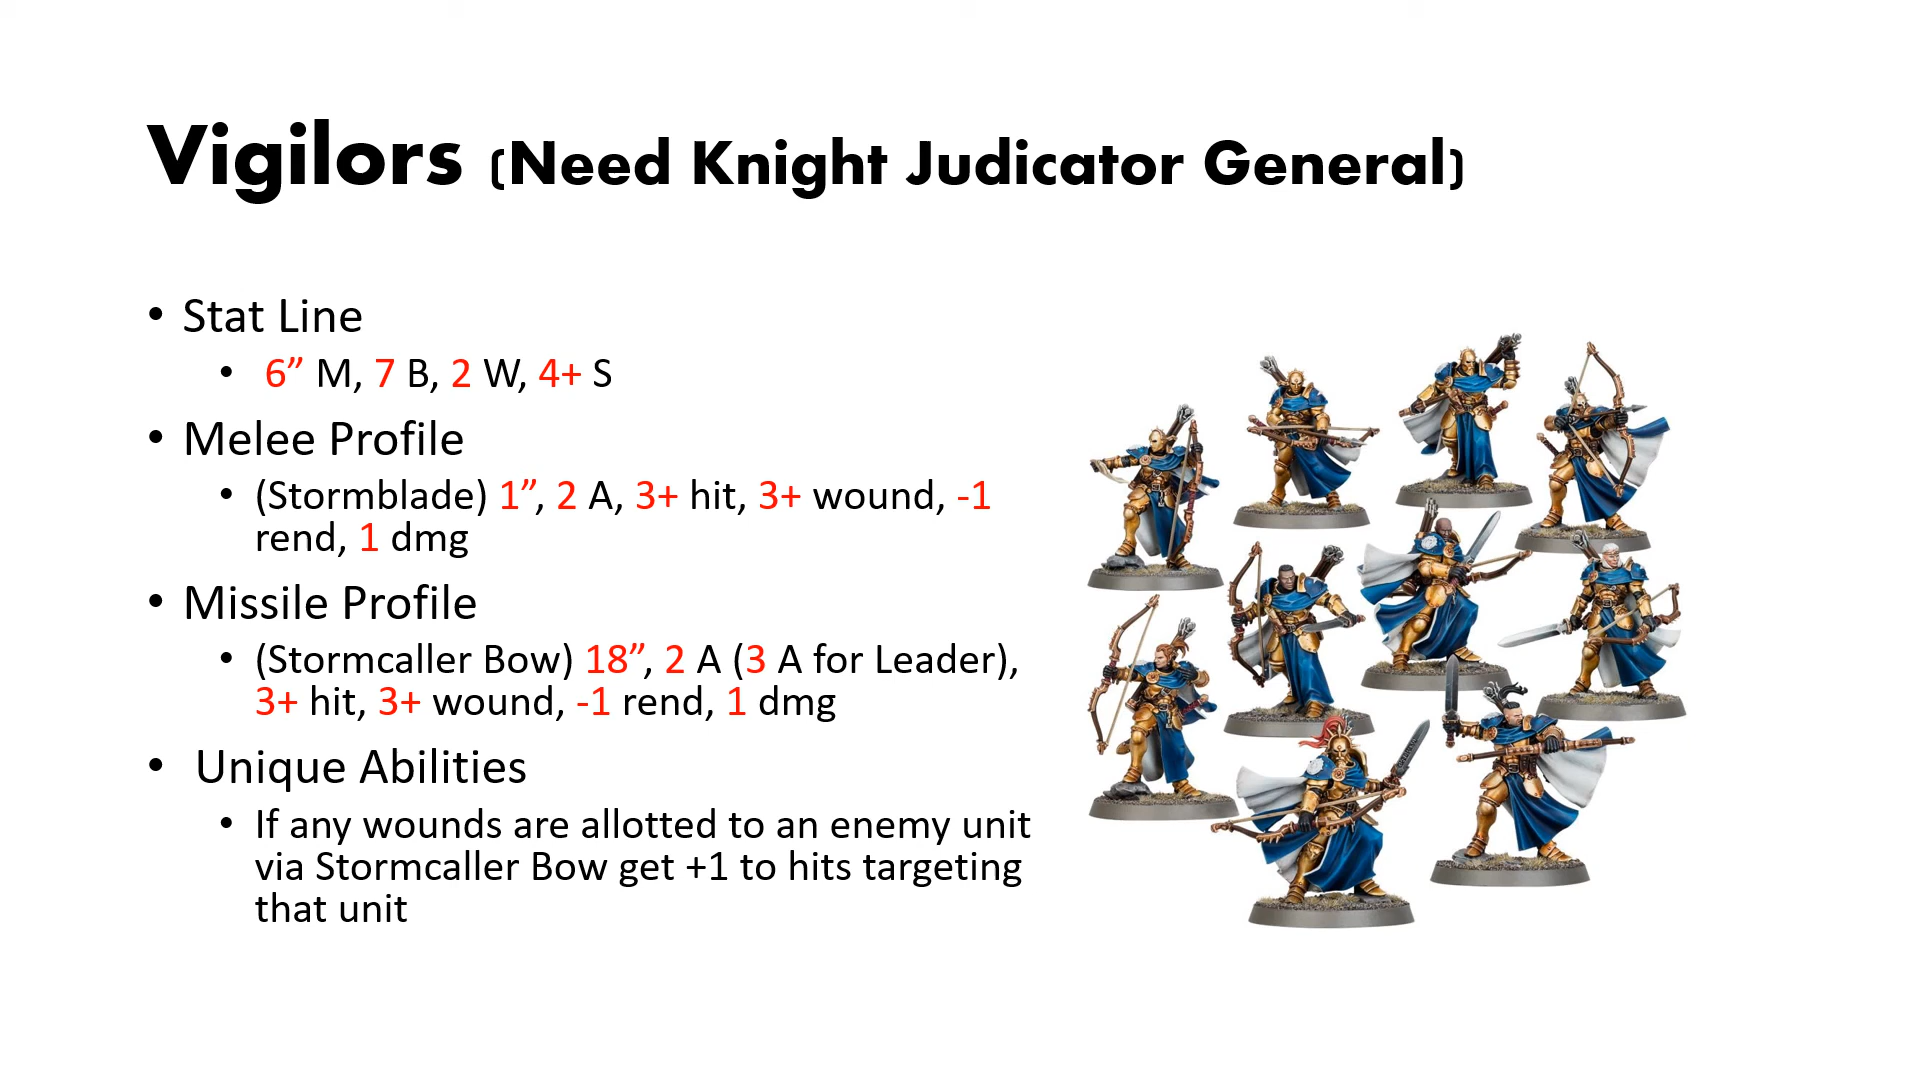 Vigilors (Need Knight Judicator General)
• Stat Line
• 6” M, 7 B, 2 W, 4+ S
• Melee Profile
• (Stormblade) 1”, 2 A, 3+ hit, 3+ wound, -1
rend, 1 dmg
• Missile Profile
• (Stormcaller Bow) 18”, 2 A (3 A for Leader),
3+ hit, 3+ wound, -1 rend, 1 dmg
• Unique Abilities
• If any wounds are allotted to an enemy unit
via Stormcaller Bow get +1 to hits targeting
that unit